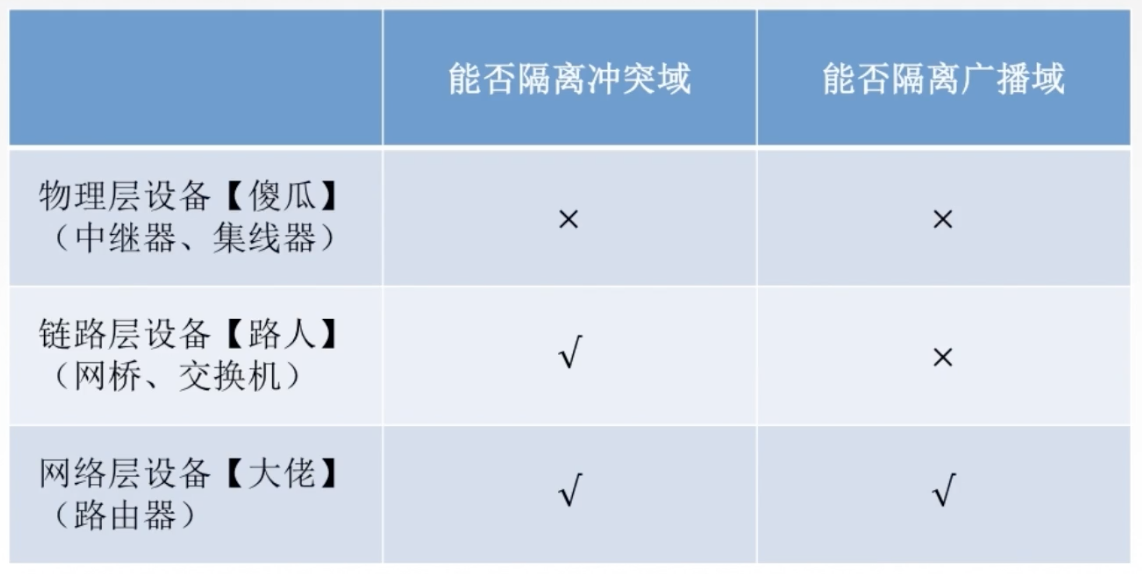 能否隔离冲突域
能否隔离广播域
物理层设备【傻瓜】
（中继器、集线器）
×
×
链路层设备【路人】
（网桥、交换机）
√
×
网络层设备【大佬】
（路由器）
√
√